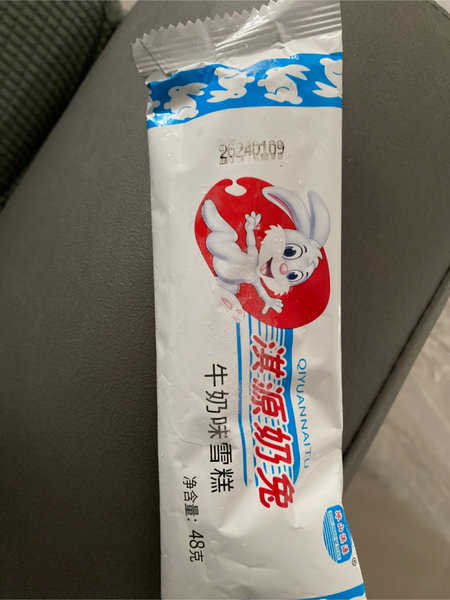 20240109
淇源奶兔
QIYUANNAITU
牛奶味雪糕
净含量：48克